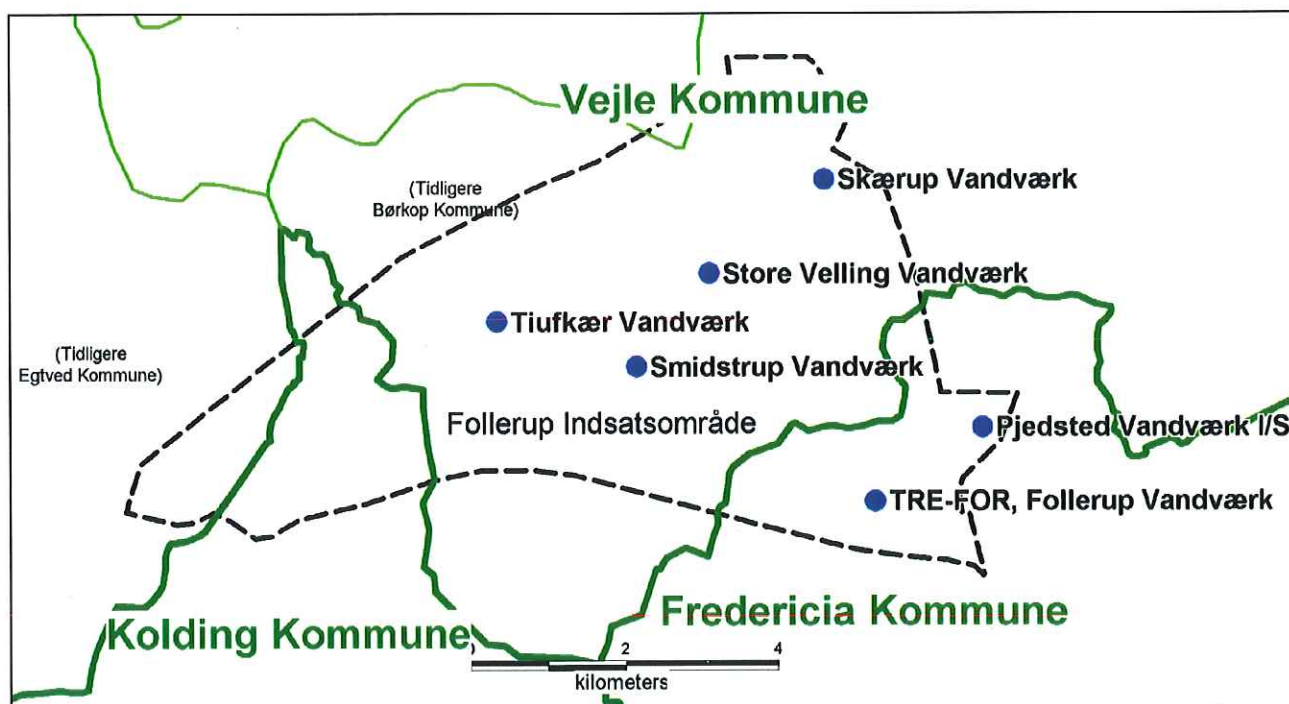 Vejle Kommune
Skærup Vandværk
(Tidligere
Børkop Kommune)
Store Velling Vandværk
Tiufkær Vandværk
(Tidligere
Egtved Kommune)
Smidstrup Vandværk
Follerup Indsatsområde
Pjedsted Vandværk I/S
TRE-FOR, Follerup Vandværk
Fredericia Kommune
Kolding Kommune
0 2 4
kilometers